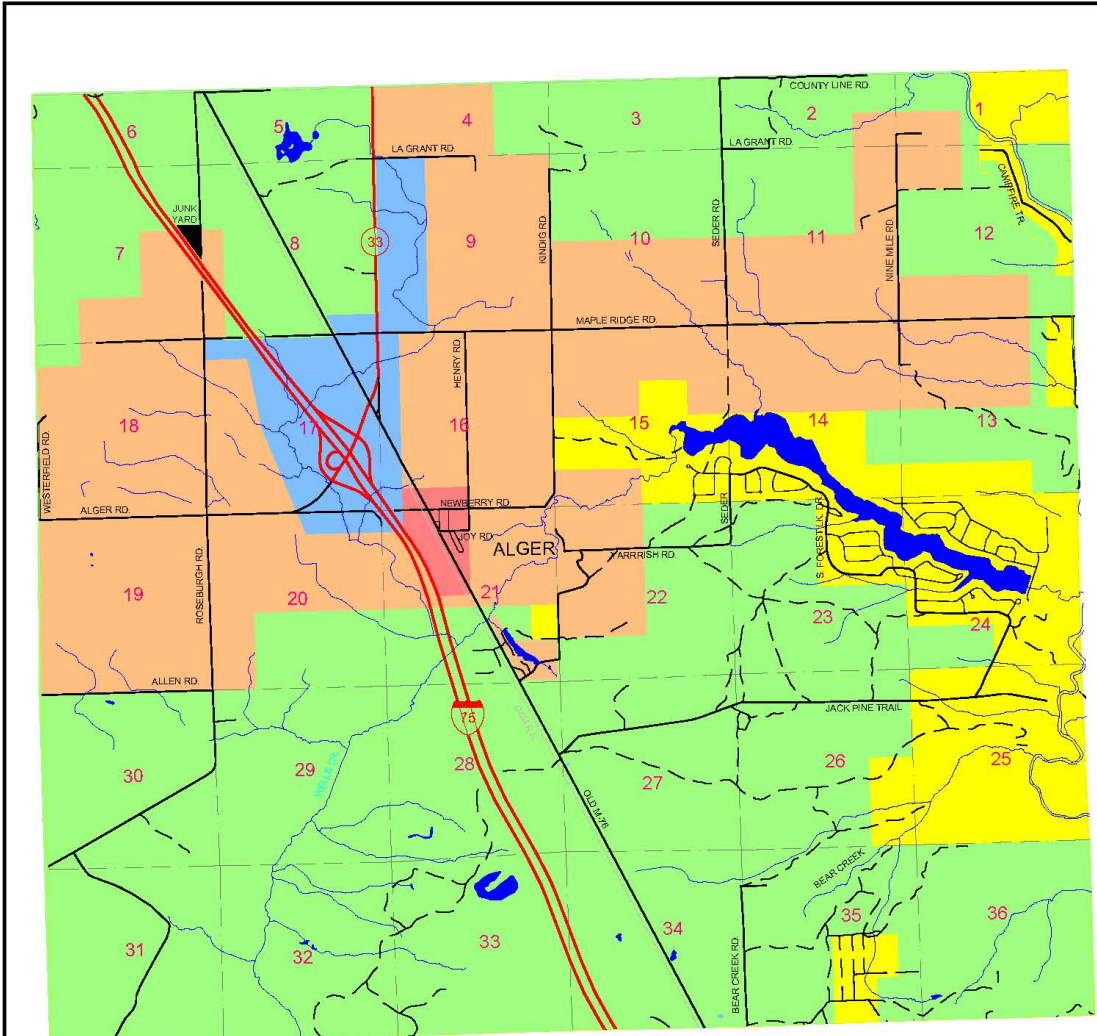 COUNTY LINE RD.
6
5
4
3
2
1
LA GRANT RD.
LA GRANT RD.
CAMPFIRE TR.
JUNK
YARD
7
8
33
9
KINDIG RD.
10
SEDER RD.
11
NINE MILE RD.
12
MAPLE RIDGE RD.
HENRY RD.
18
17
16
15
14
13
WESTERFIELD RD.
ALGER RD.
NEWBERRY RD.
JOY RD.
ALGER
SEDER
S. FORESTLK. DR.
PARRRISH RD.
ROSEBURGH RD.
19
20
21
22
23
24
ALLEN RD.
75
JACK PINE TRAIL
30
29
WELLS CR.
28
27
26
25
OLD M-76
BEAR CREEK
31
32
33
34
BEAR CREEK RD.
35
36